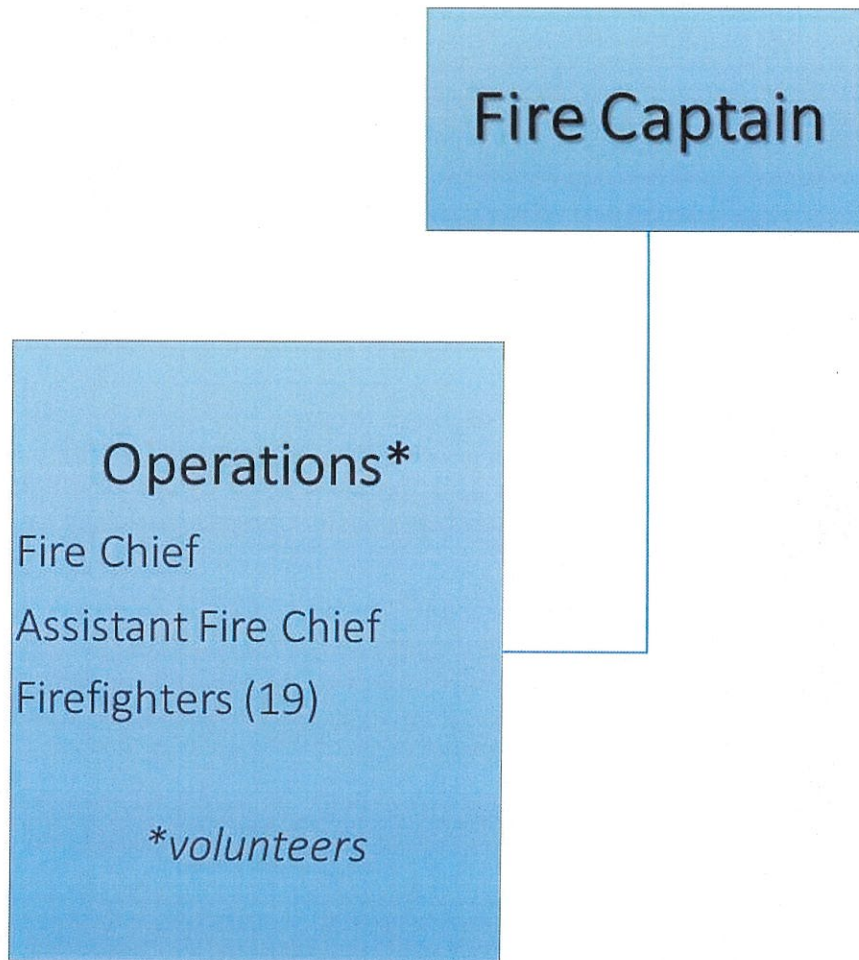 Fire Captain
Operations*
Fire Chief
Assistant Fire Chief
Firefighters (19)
*volunteers